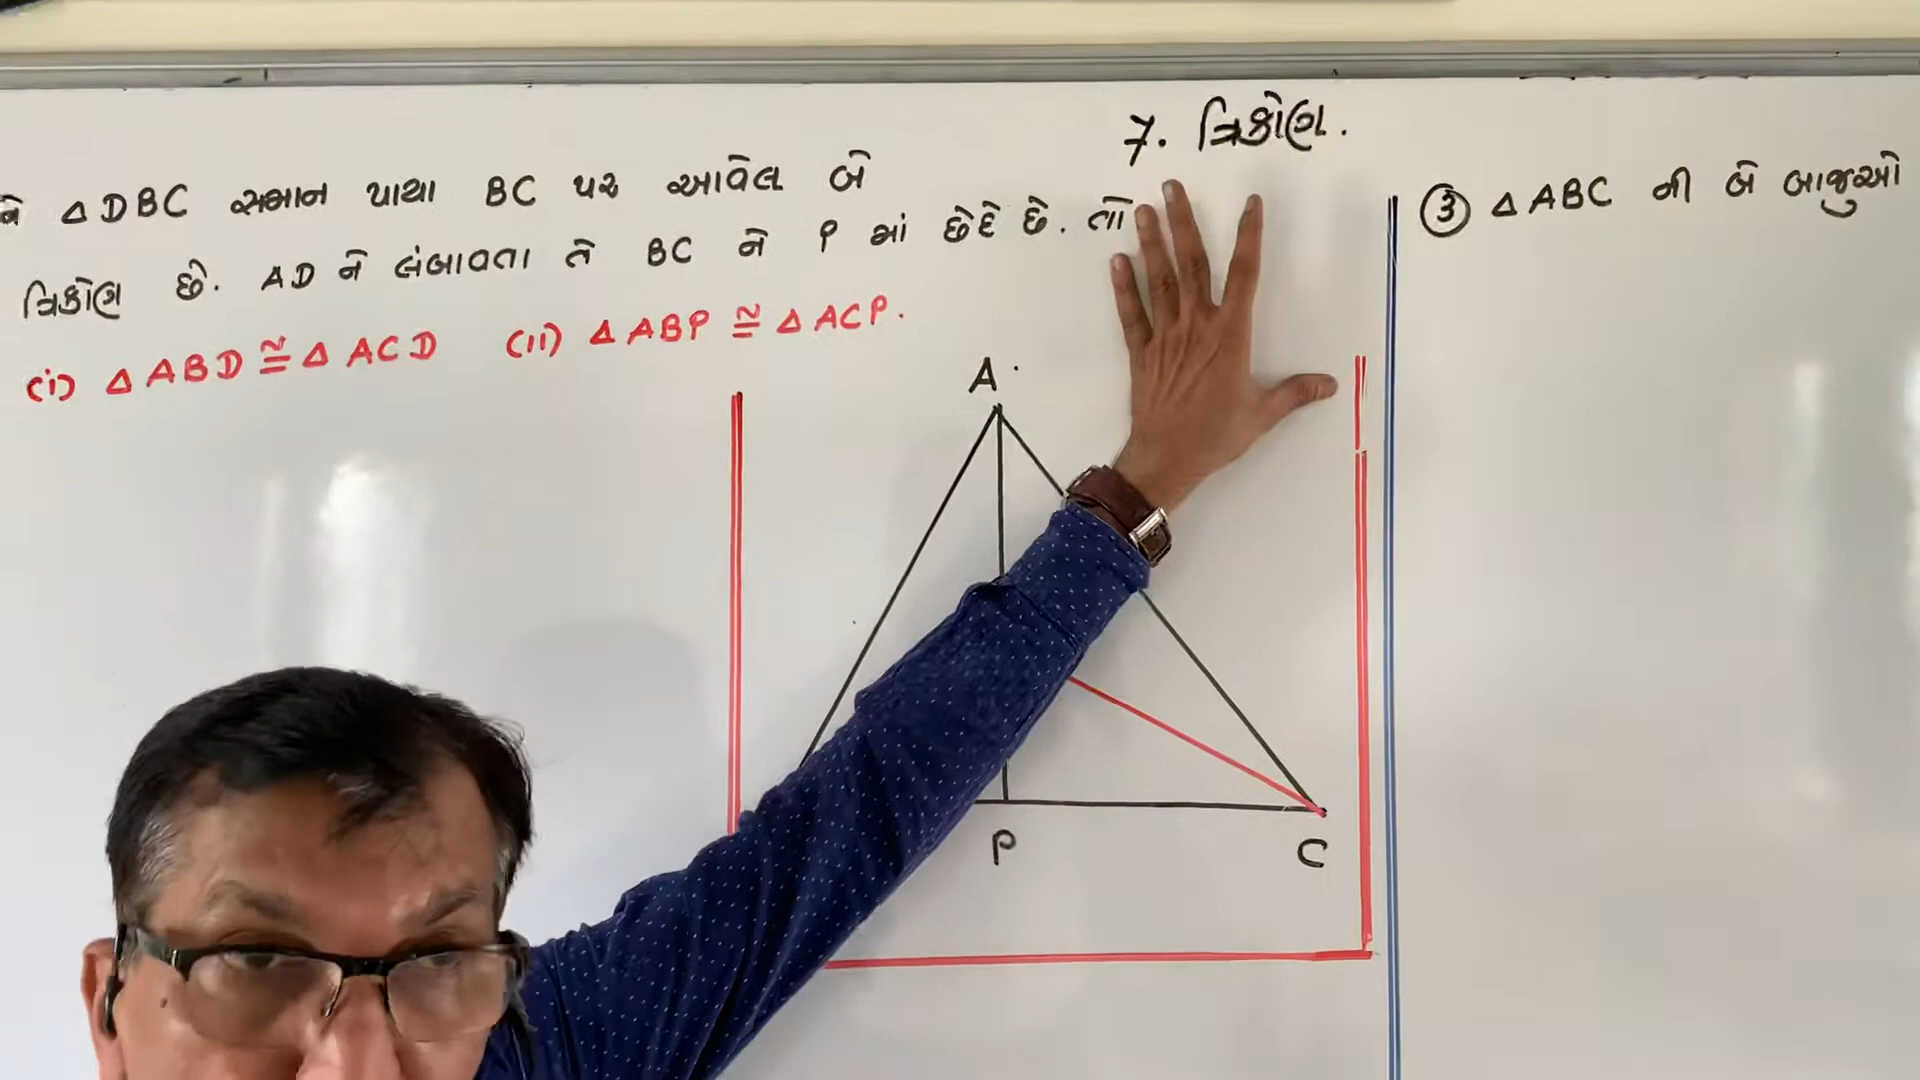 7. ત્રિકોણ.
ને △DBC સમાન પાયા BC પર આવેલ બે
ત્રિકોણ છે. AD ને લંબાવતા તે BC ને P માં છેદે છે. તો
(i) △ABD ≅ △ACD (ii) △ABP ≅ △ACP.
A
P
C
③ △ABC ની બે બાજુઓ